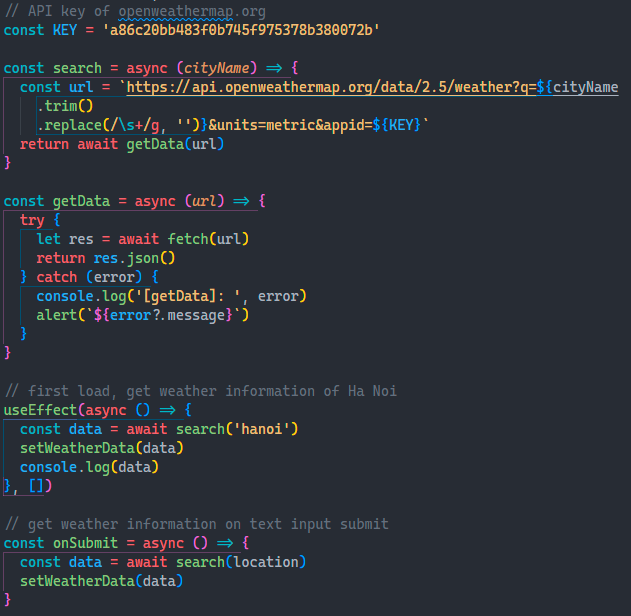 // API key of openweathermap.org
const KEY = 'a86c20bb483f0b745f975378b380072b'
const search = async (cityName) => {
const url = `https://api.openweathermap.org/data/2.5/weather?q=${cityName
.trim()
.replace(/\s+/g, '')}&units=metric&appid=${KEY}`
return await getData(url)
}
const getData = async (url) => {
try {
let res = await fetch(url)
return res.json()
} catch (error) {
console.log('[getData]: ', error)
alert(`${error?.message}`)
}
}
// first load, get weather information of Ha Noi
useEffect(async () => {
const data = await search('hanoi')
setWeatherData(data)
console.log(data)
}, [])
// get weather information on text input submit
const onSubmit = async () => {
const data = await search(location)
setWeatherData(data)
}